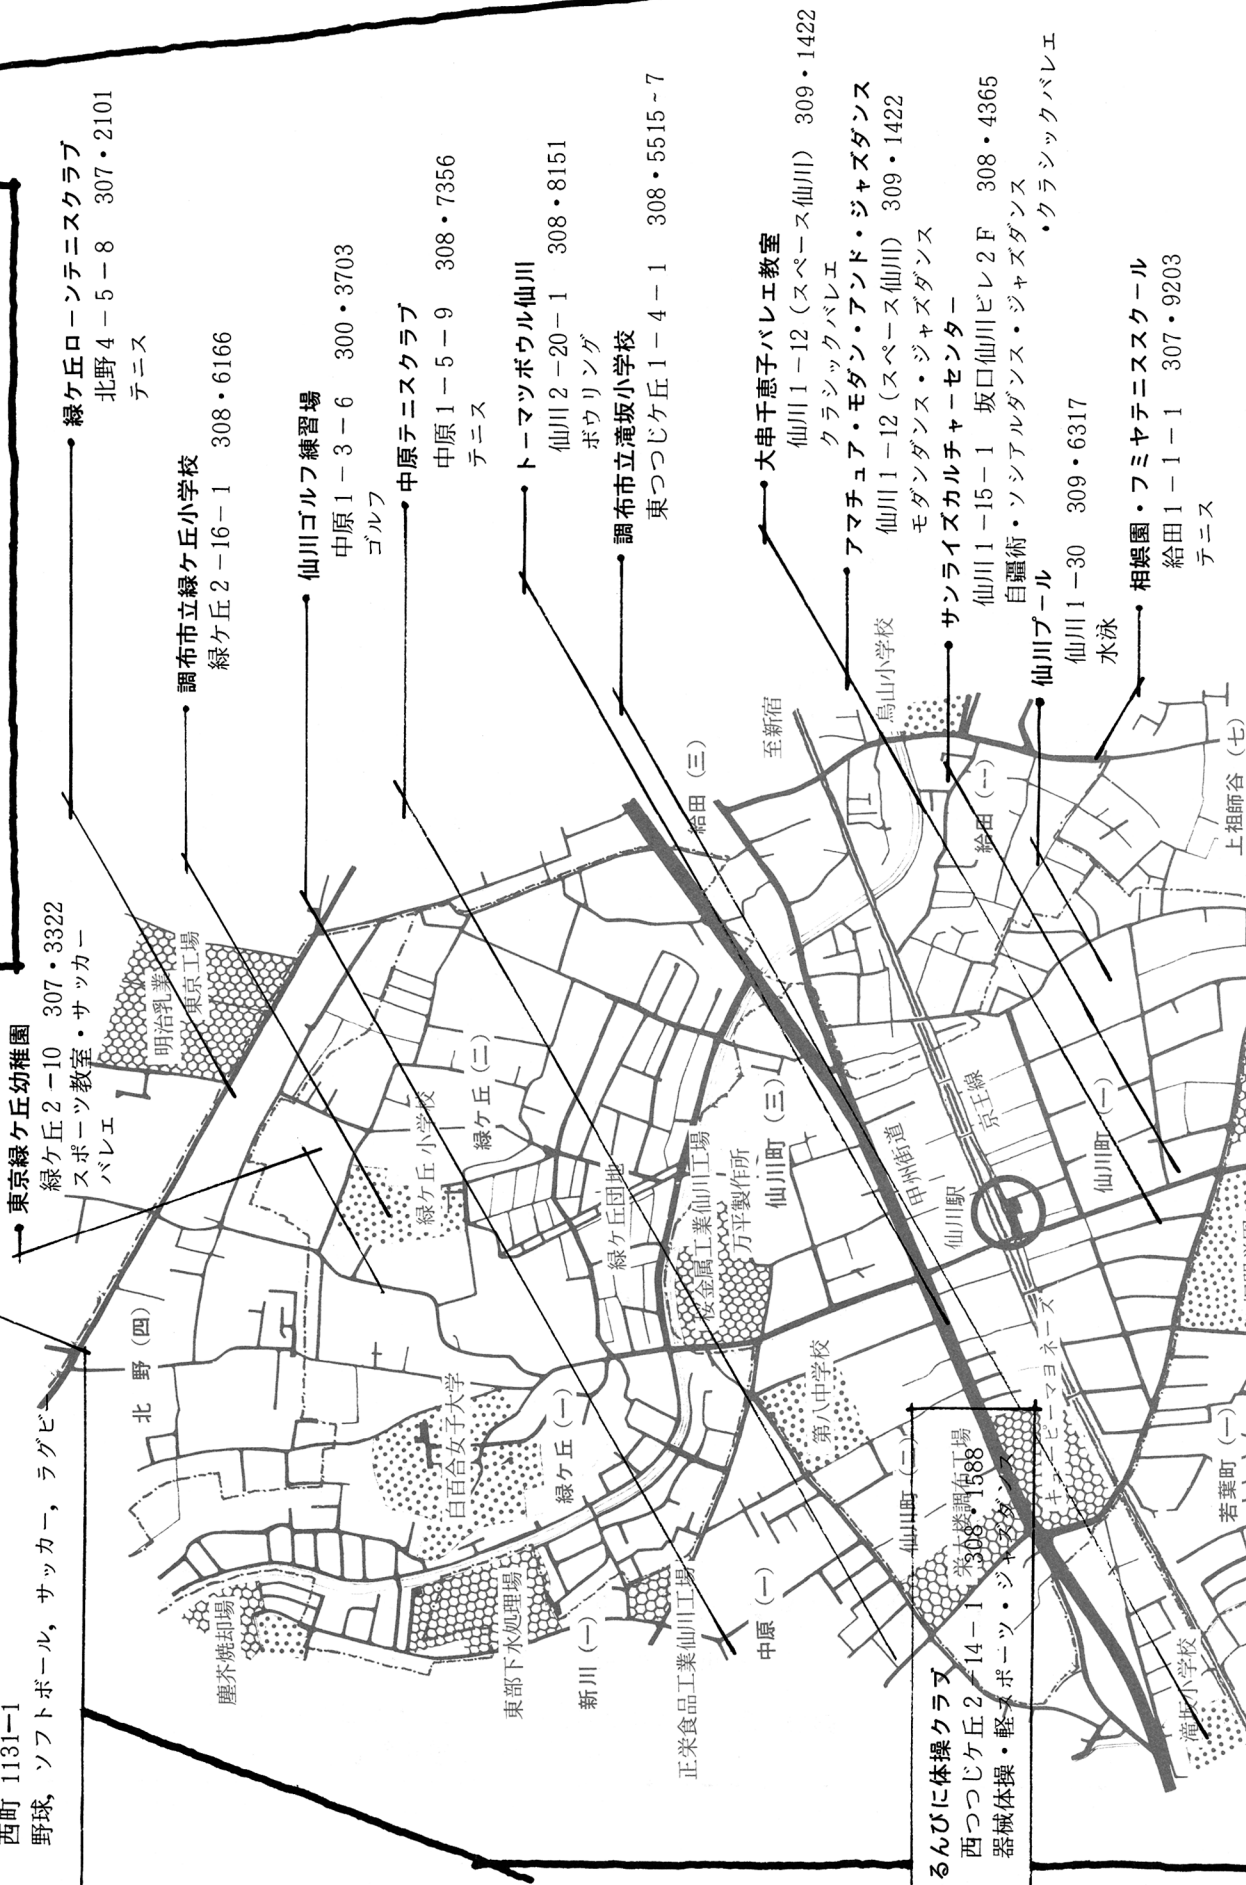 西町 1131-1
野球, ソフトボール, サッカー, ラグビー
東京緑ケ丘幼稚園
緑ケ丘2-10 307・3322
スポーツ教室・サッカー
バレエ
緑ケ丘ローンテニスクラブ
北野4-5-8 307・2101
テニス
調布市立緑ケ丘小学校
緑ケ丘2-16-1 308・6166
仙川ゴルフ練習場
中原1-3-6 300・3703
ゴルフ
中原テニスクラブ
中原1-5-9 308・7356
テニス
トーマツボウル仙川
仙川2-20-1 308・8151
ボウリング
調布市立滝坂小学校
東つつじケ丘1-4-1 308・5515~7
大串千恵子バレエ教室
仙川1-12(スペース仙川) 309・1422
クラシックバレエ
アマチュア・モダン・アンド・ジャズダンス
仙川1-12(スペース仙川) 309・1422
モダンダンス・ジャズダンス
サンライズカルチャーセンター
仙川1-15-1 坂口仙川ビレ2F 308・4365
自疆術・ソシアルダンス・ジャズダンス
・クラシックバレエ
仙川プール
仙川1-30 309・6317
水泳
相娯園・フミヤテニススクール
給田1-1-1 307・9203
テニス
るんびに体操クラブ
西つつじケ丘2-14-1 308・1588
器械体操・軽スポーツ・ジャズダンス
明治乳業
東京工場
北野(四)
緑ケ丘小学校
緑ケ丘(二)
白百合女子大学
緑ケ丘(一)
緑ケ丘団地
桜金属工業仙川工場
万平製作所
仙川町(三)
塵芥焼却場
東部下水処理場
新川(一)
正栄食品工業仙川工場
中原(一)
第八中学校
仙川町(二)
栄太楼調布工場
キユーピーマヨネーズ
甲州街道
仙川駅
京王線
仙川町(一)
給田(三)
至新宿
烏山小学校
給田(一)
上祖師谷(七)
若葉町(一)
滝坂小学校